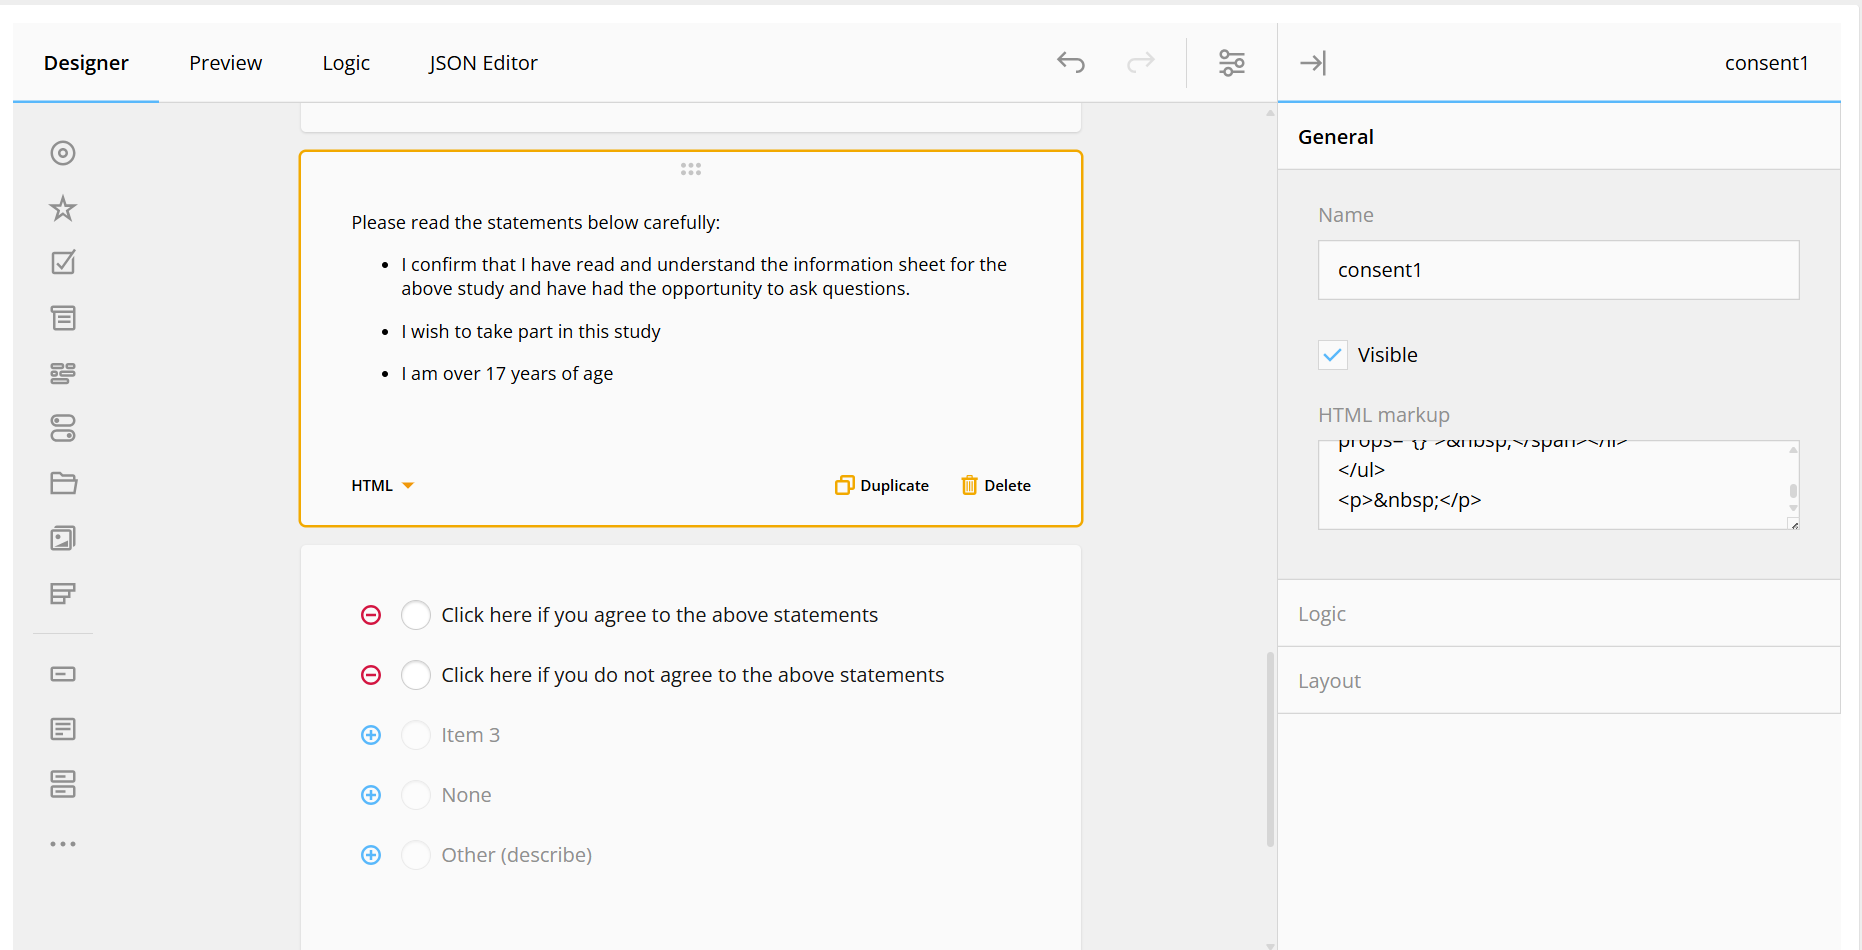 Designer
Preview
Logic
JSON Editor
consent1
General
Name
consent1
Visible
HTML markup
props="{}">&nbsp;</span></li>
</ul>
<p>&nbsp;</p>
Logic
Layout
Please read the statements below carefully:
• I confirm that I have read and understand the information sheet for the
above study and have had the opportunity to ask questions.
• I wish to take part in this study
• I am over 17 years of age
HTML
Duplicate
Delete
Click here if you agree to the above statements
Click here if you do not agree to the above statements
Item 3
None
Other (describe)